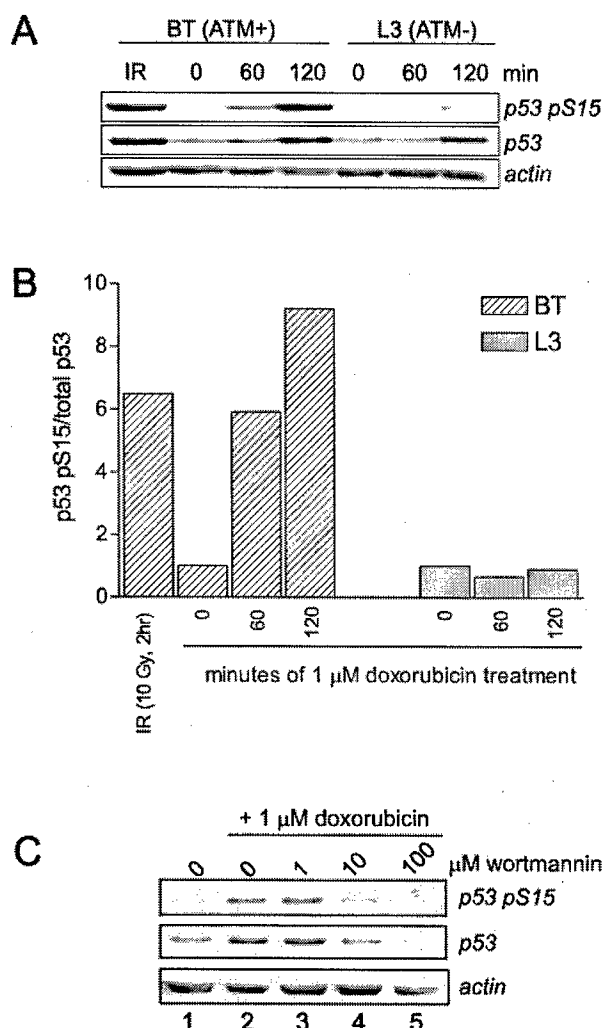 A
BT (ATM+) L3 (ATM-)
IR 0 60 120 0 60 120 min
p53 pS15
p53
actin
B
10
8
6
4
2
0
p53 pS15/total p53
BT
L3
IR (10 Gy, 2hr)
0 60 120 0 60 120
minutes of 1 μM doxorubicin treatment
C
+ 1 μM doxorubicin
0 0 1 10 100 μM wortmannin
p53 pS15
p53
actin
1 2 3 4 5